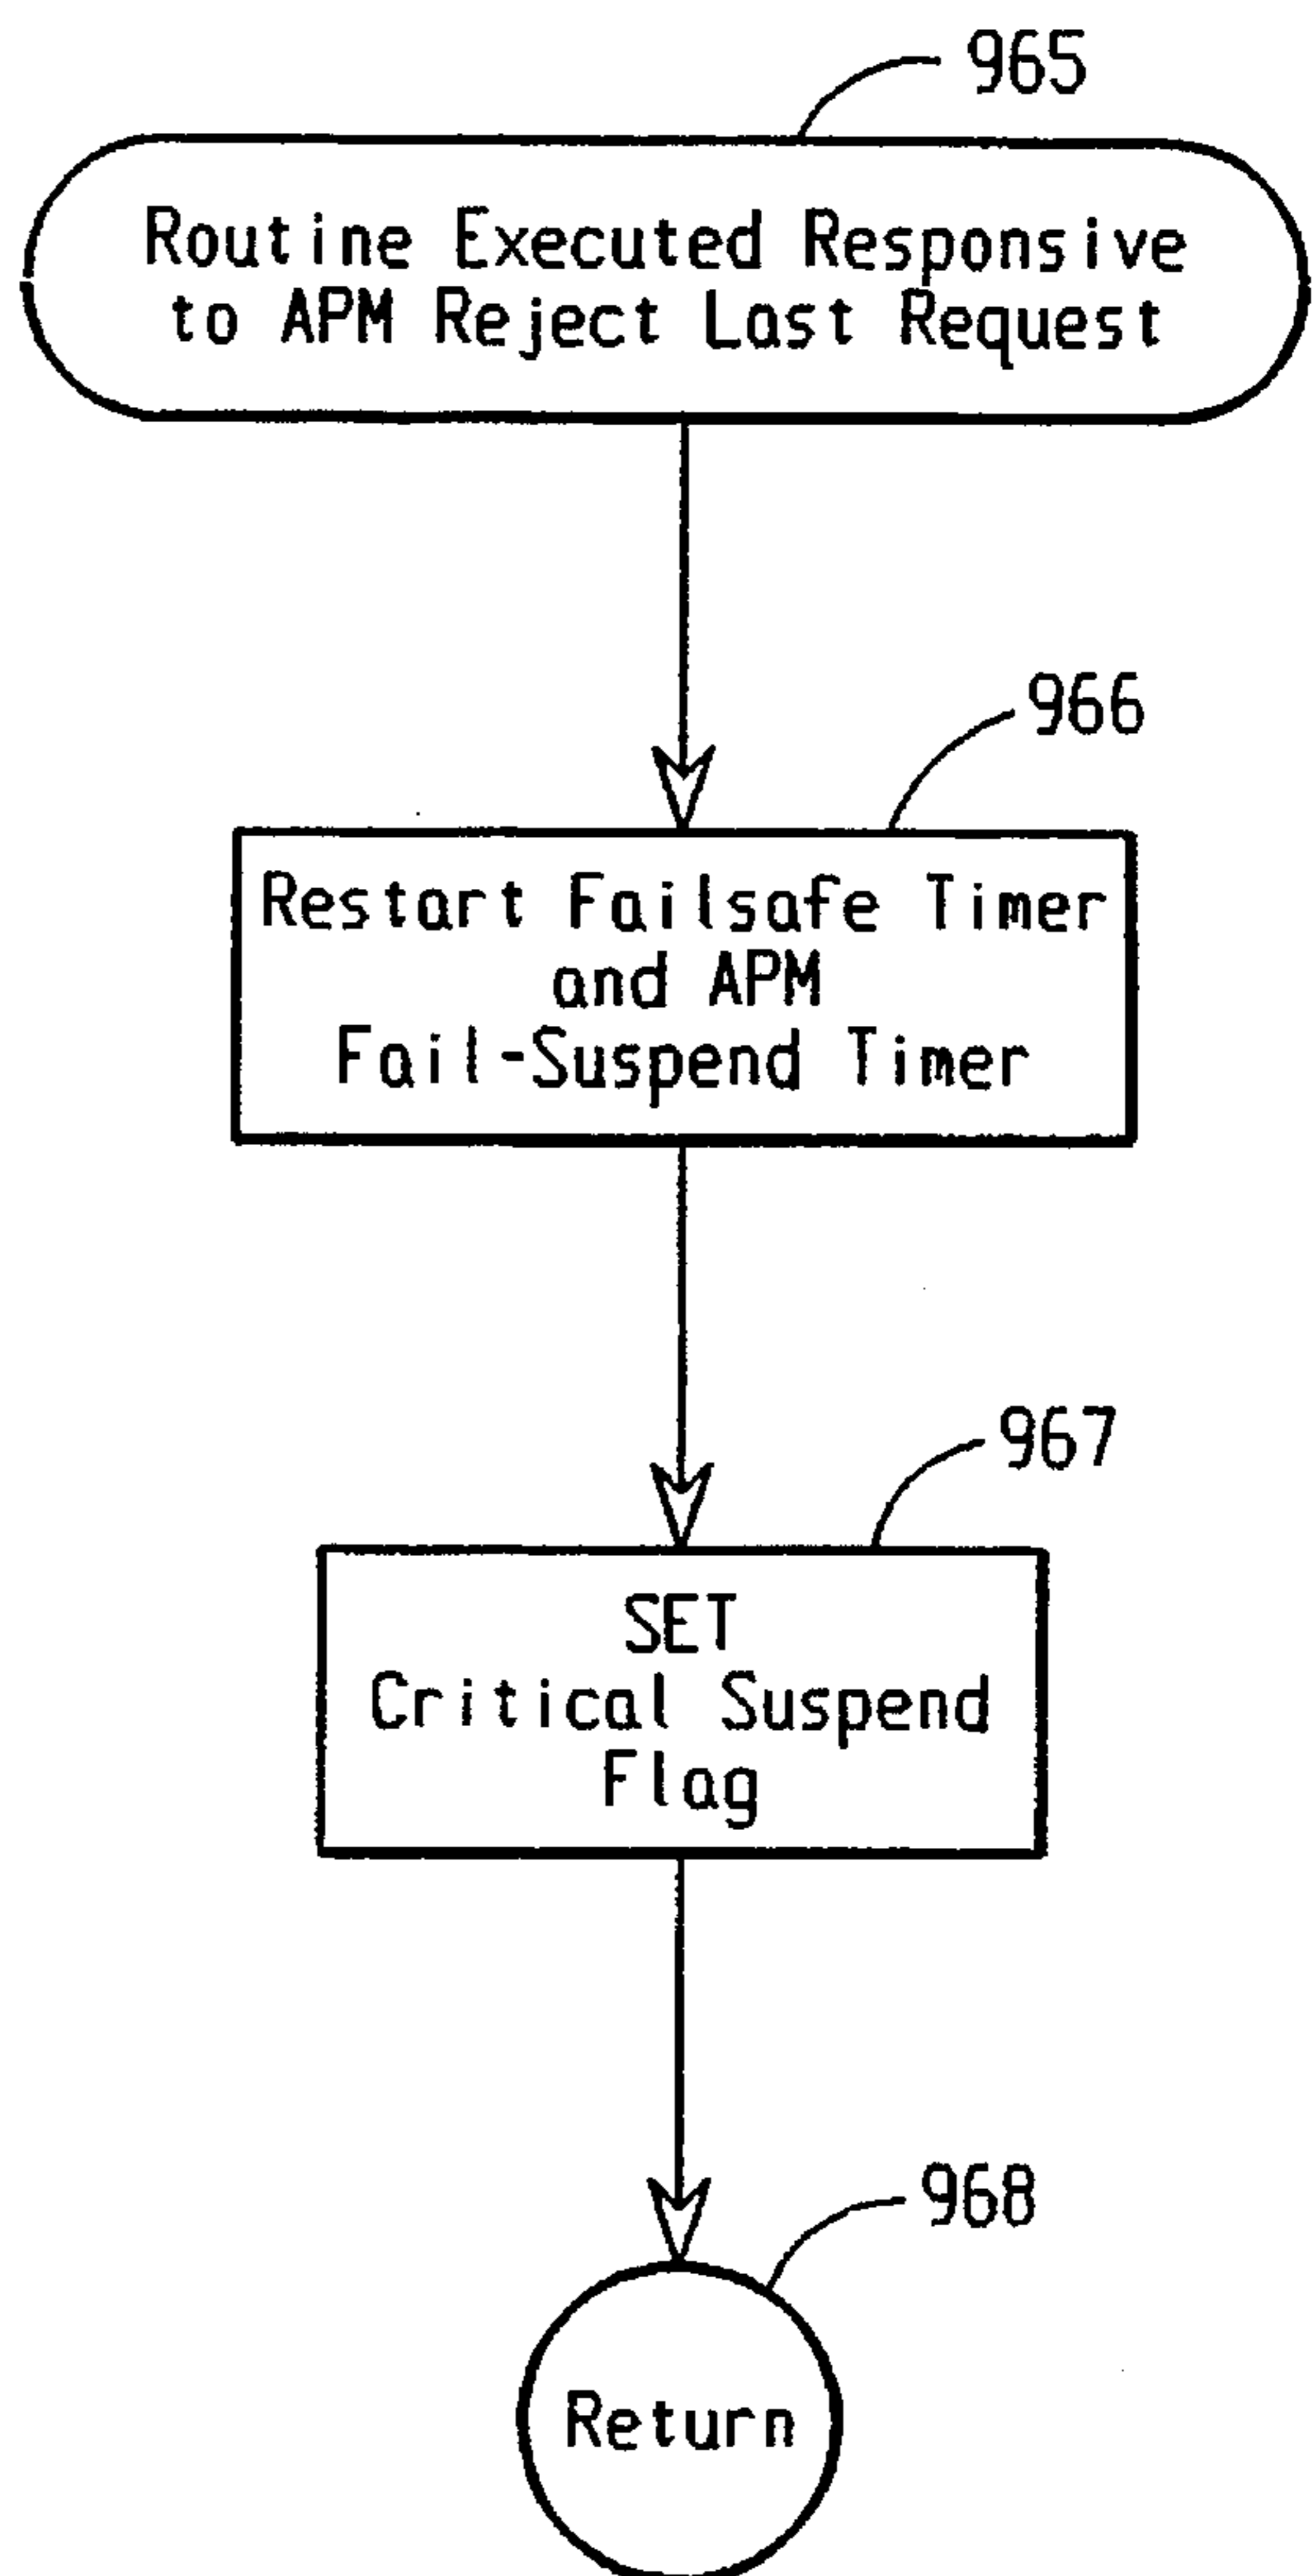 965
Routine Executed Responsive
to APM Reject Last Request
966
Restart Failsafe Timer
and APM
Fail-Suspend Timer
967
SET
Critical Suspend
Flag
968
Return